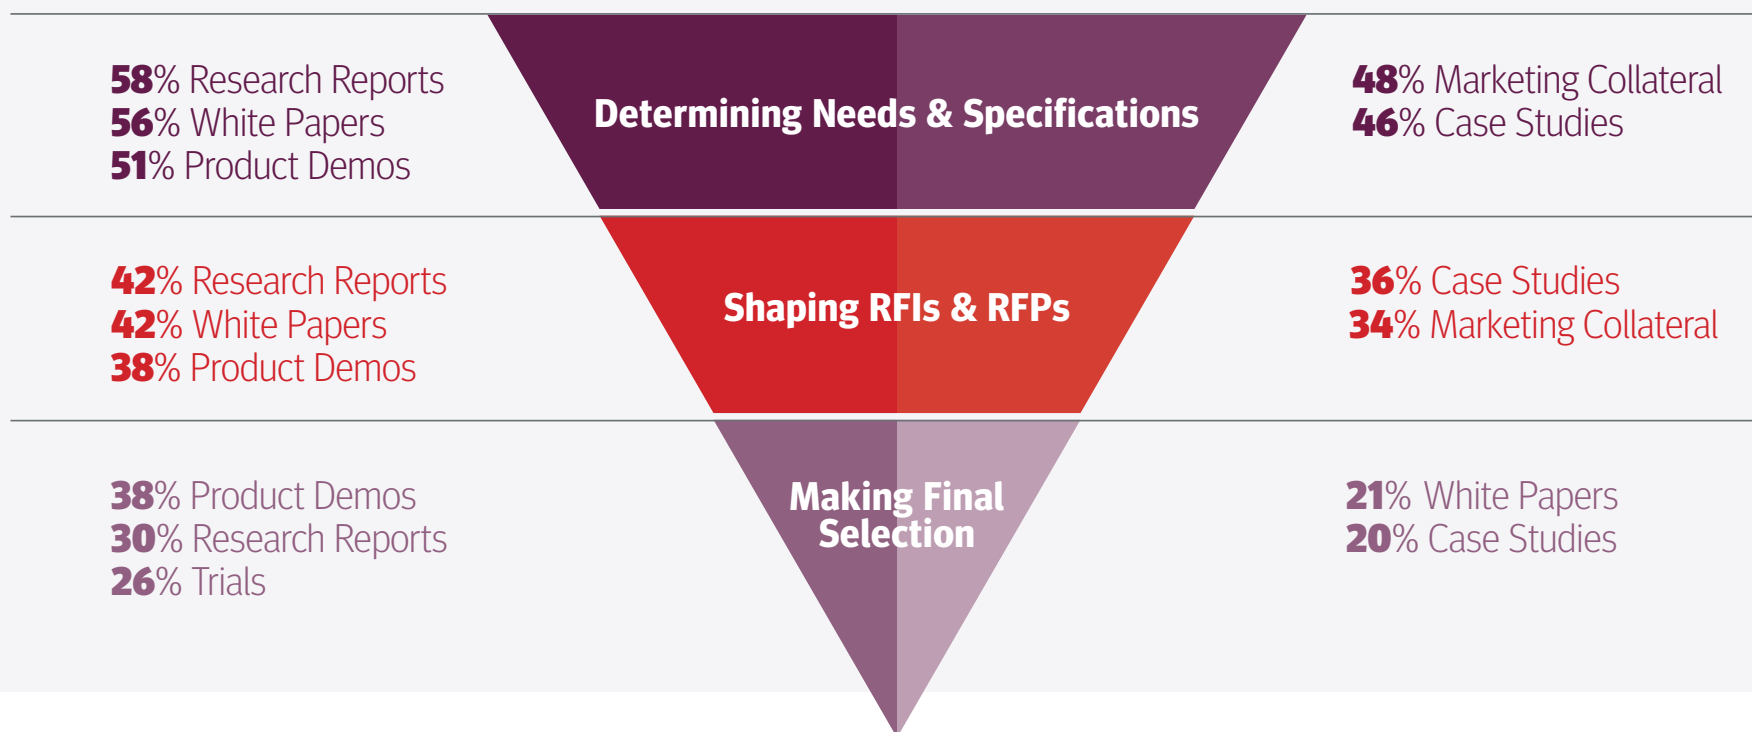 58% Research Reports
56% White Papers
51% Product Demos
Determining Needs & Specifications
48% Marketing Collateral
46% Case Studies
42% Research Reports
42% White Papers
38% Product Demos
Shaping RFIs & RFPs
36% Case Studies
34% Marketing Collateral
38% Product Demos
30% Research Reports
26% Trials
Making Final
Selection
21% White Papers
20% Case Studies